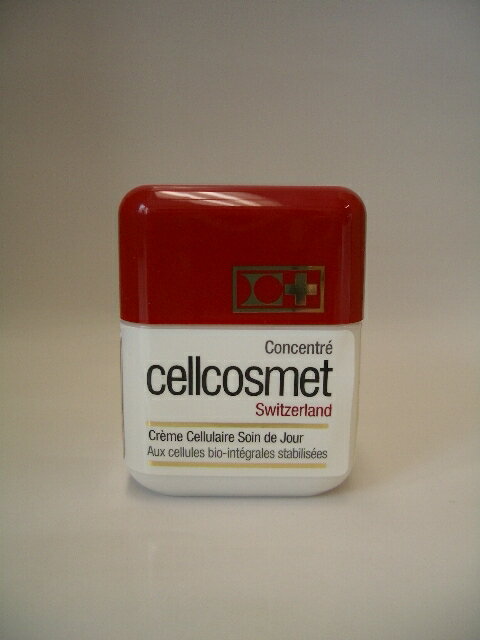 Concentré
cellcosmet
Switzerland
Crème Cellulaire Soin de Jour
Aux cellules bio-intégrales stabilisées